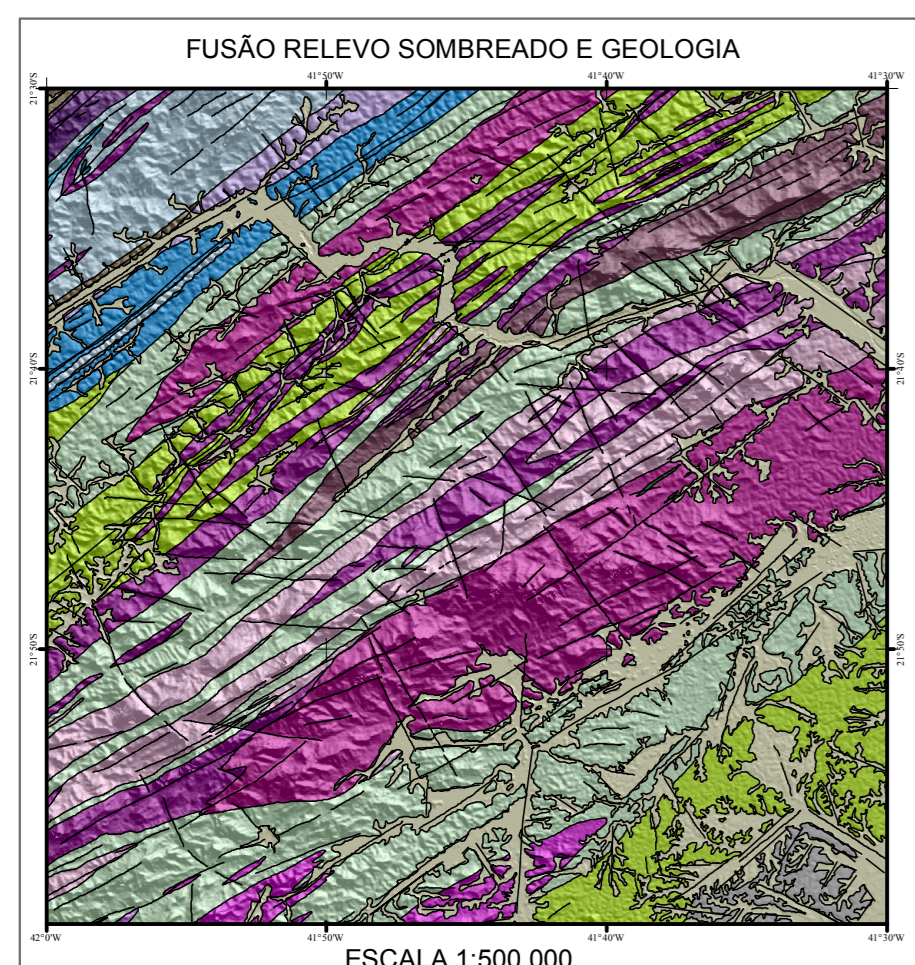 FUSÃO RELEVO SOMBREADO E GEOLOGIA
41°50'W 41°40'W 41°30'W
21°30'S
21°40'S 21°40'S
21°50'S 21°50'S
42°0'W 41°50'W 41°40'W 41°30'W
ESCALA 1:500.000